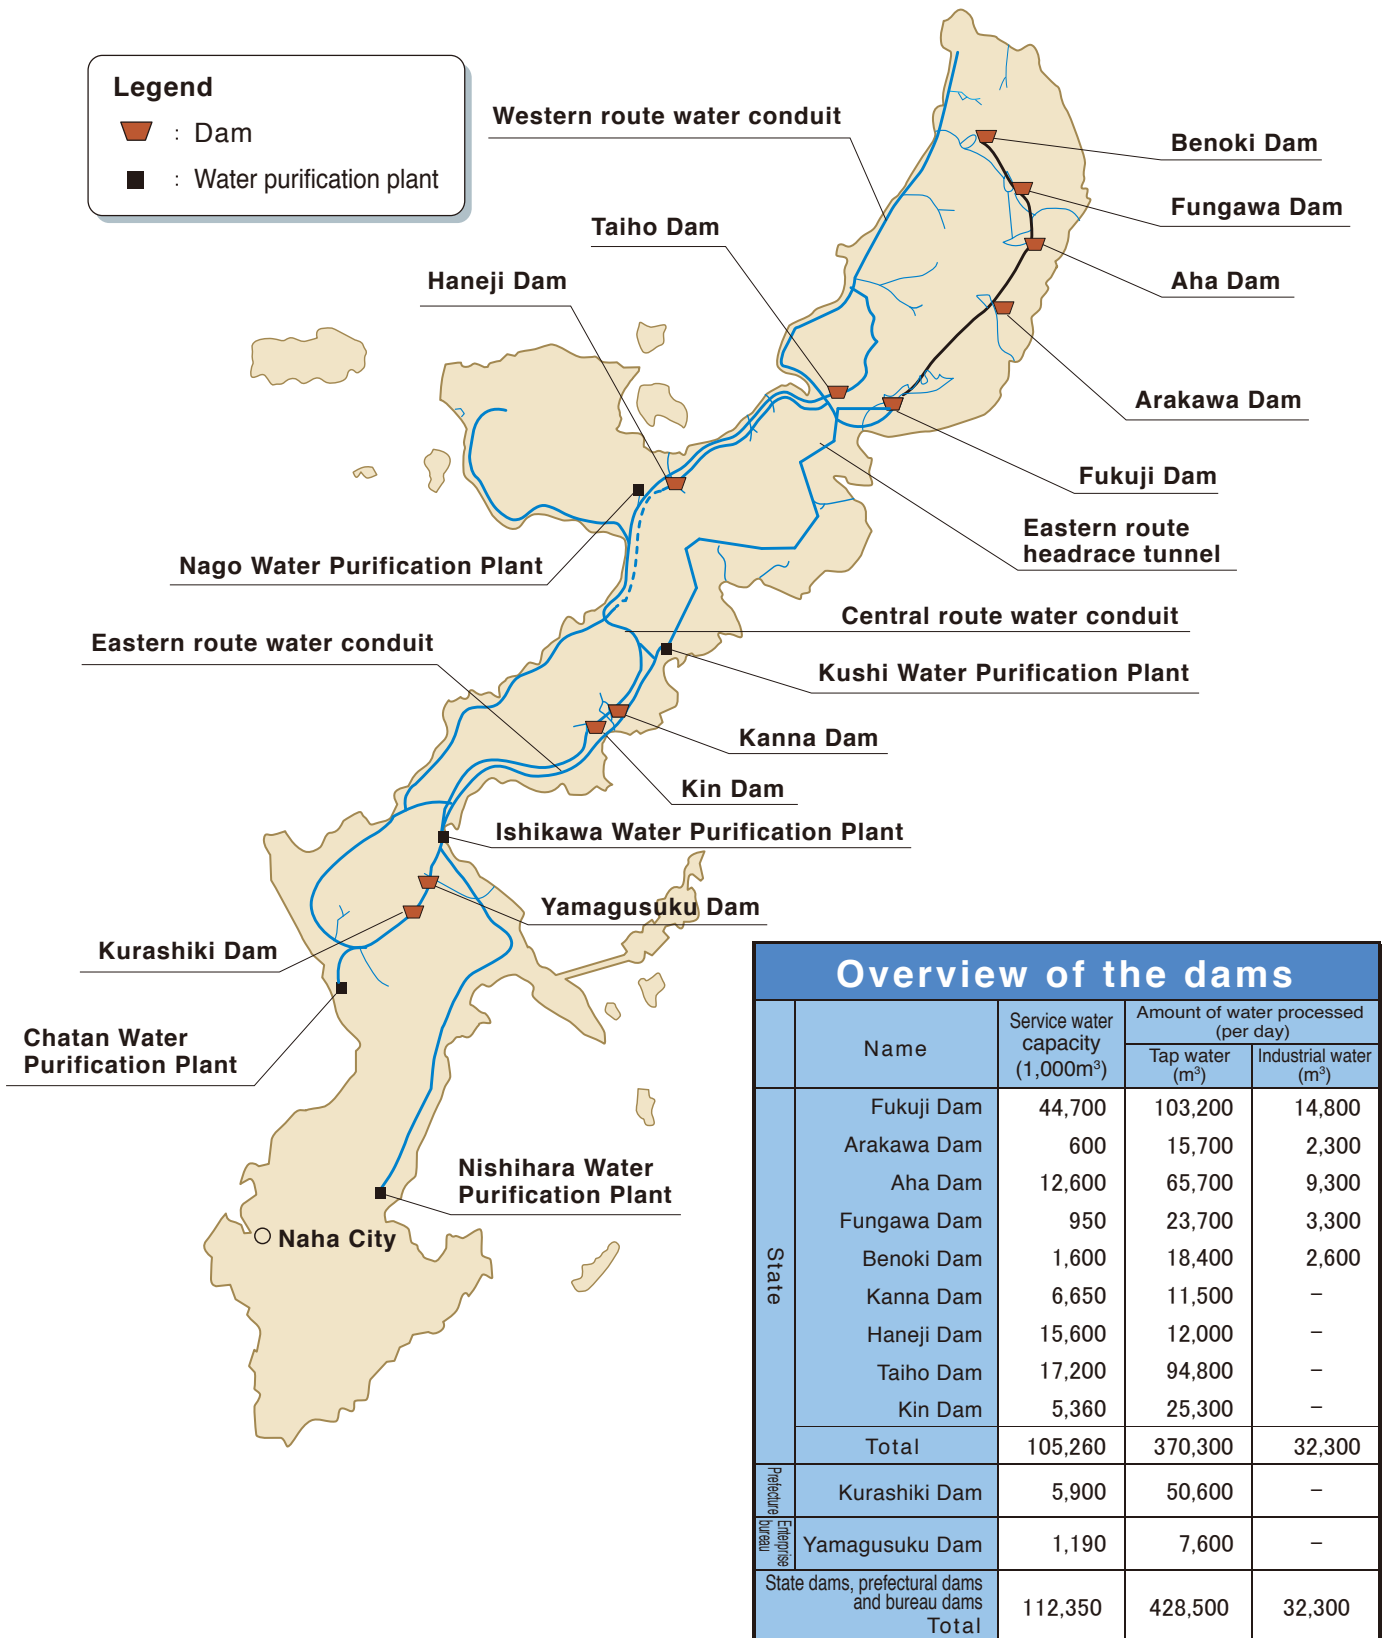 Legend
: Dam
: Water purification plant
Western route water conduit
Benoki Dam
Fungawa Dam
Taiho Dam
Aha Dam
Haneji Dam
Arakawa Dam
Fukuji Dam
Eastern route
headrace tunnel
Nago Water Purification Plant
Central route water conduit
Eastern route water conduit
Kushi Water Purification Plant
Kanna Dam
Kin Dam
Ishikawa Water Purification Plant
Yamagusuku Dam
Kurashiki Dam
Chatan Water
Purification Plant
Nishihara Water
Purification Plant
Naha City
Overview of the dams
Name
Service water
capacity
(1,000m³)
Amount of water processed
(per day)
Tap water
(m³)
Industrial water
(m³)
State
Fukuji Dam 44,700 103,200 14,800
Arakawa Dam 600 15,700 2,300
Aha Dam 12,600 65,700 9,300
Fungawa Dam 950 23,700 3,300
Benoki Dam 1,600 18,400 2,600
Kanna Dam 6,650 11,500 –
Haneji Dam 15,600 12,000 –
Taiho Dam 17,200 94,800 –
Kin Dam 5,360 25,300 –
Total 105,260 370,300 32,300
Prefecture
Kurashiki Dam 5,900 50,600 –
Enterprise
bureau
Yamagusuku Dam 1,190 7,600 –
State dams, prefectural dams
and bureau dams
Total 112,350 428,500 32,300